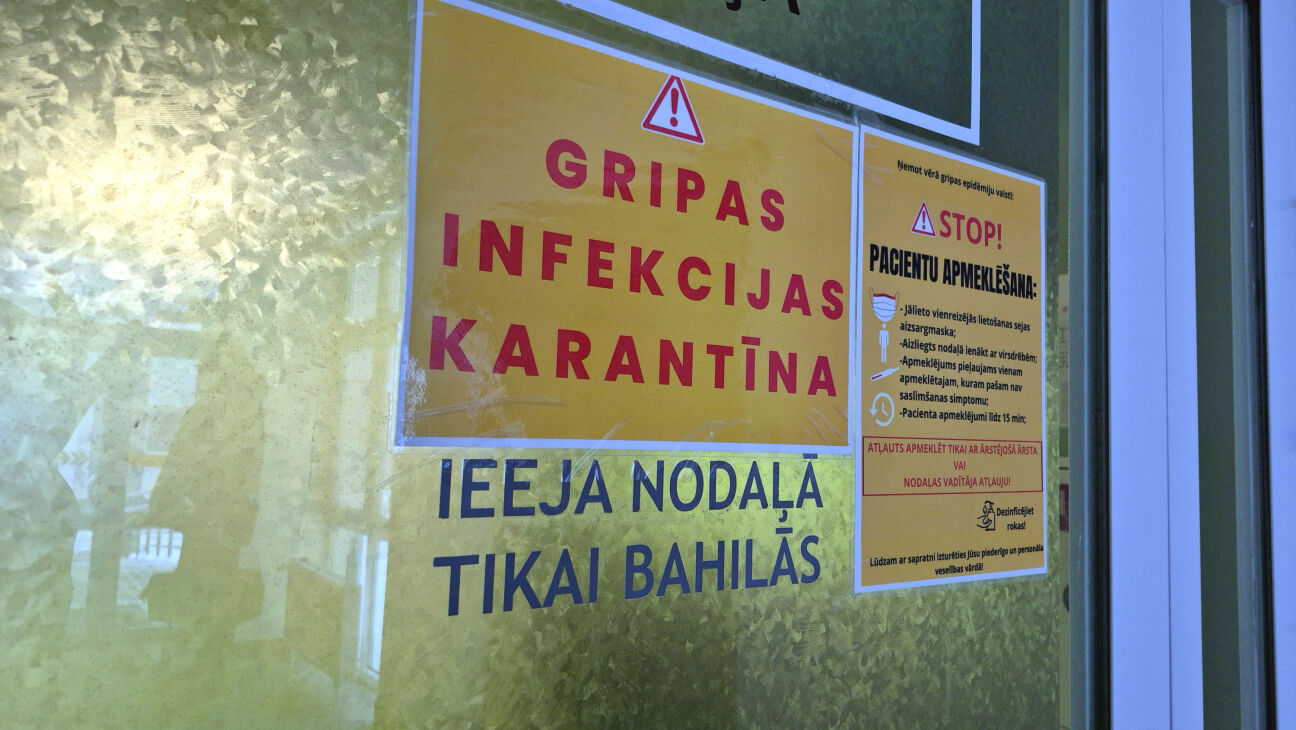 GRIPAS
INFEKCIJAS
KARANTĪNA
IEEJA NODAĻĀ
TIKAI BAHILĀS
Ņemot vērā gripas epidēmiju valstī:
STOP!
PACIENTU APMEKLĒŠANA:
- Jālieto vienreizējās lietošanas sejas
aizsargmaska;
-Aizliegts nodaļā ienākt ar virsdrēbēm;
-Apmeklējums pieļaujams vienam
apmeklētajam, kuram pašam nav
saslimšanas simptomu;
-Pacienta apmeklējumi līdz 15 min;
ATĻAUTS APMEKLĒT TIKAI AR ĀRSTĒJOŠĀ ĀRSTA
VAI
NODAĻAS VADĪTĀJA ATĻAUJU!
Dezinficējiet
rokas!
Lūdzam ar sapratni izturēties Jūsu piederīgo un personāla
veselības vārdā!